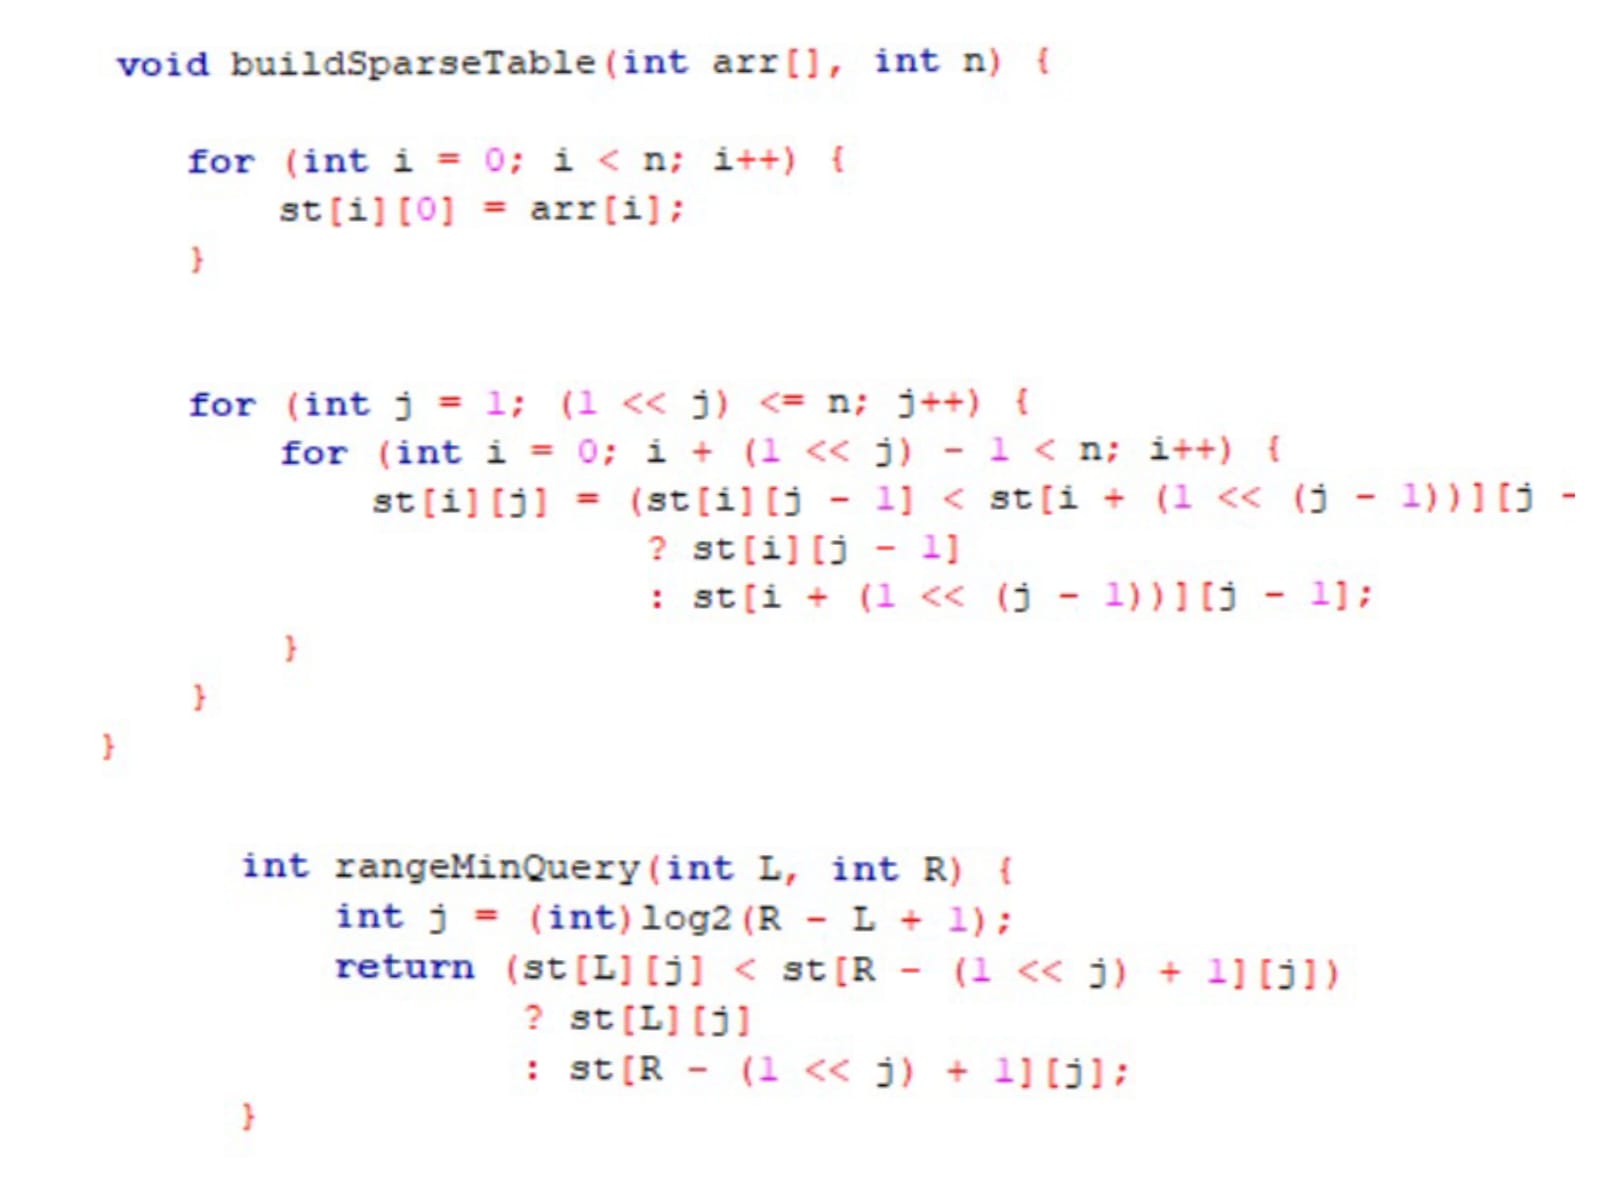 void buildSparseTable(int arr[], int n) {
for (int i = 0; i < n; i++) {
st[i][0] = arr[i];
}
for (int j = 1; (1 << j) <= n; j++) {
for (int i = 0; i + (1 << j) - 1 < n; i++) {
st[i][j] = (st[i][j - 1] < st[i + (1 << (j - 1))][j -
? st[i][j - 1]
: st[i + (1 << (j - 1))][j - 1];
}
}
}
int rangeMinQuery(int L, int R) {
int j = (int)log2(R - L + 1);
return (st[L][j] < st[R - (1 << j) + 1][j])
? st[L][j]
: st[R - (1 << j) + 1][j];
}